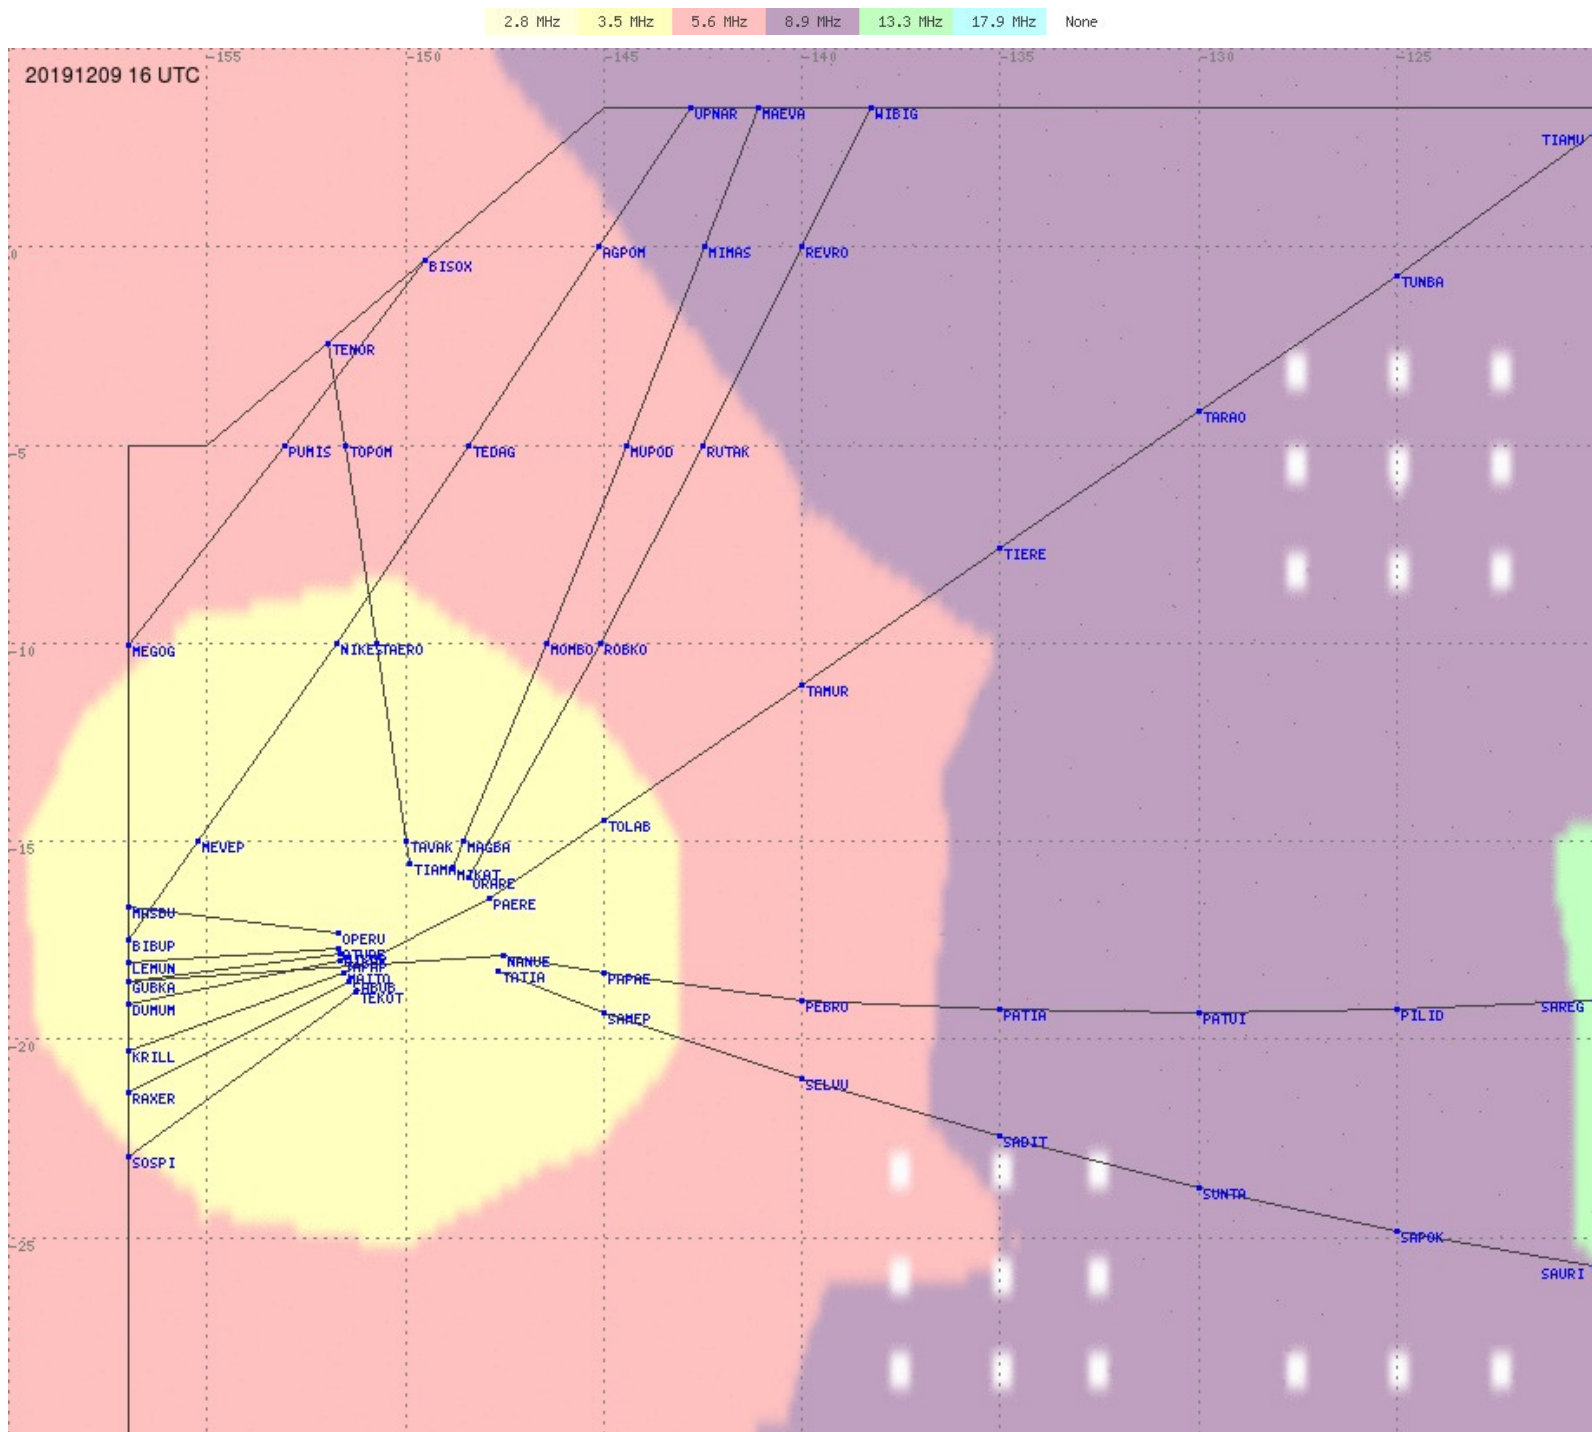 2.8 MHz 3.5 MHz 5.6 MHz 8.9 MHz 13.3 MHz 17.9 MHz None
-155 -150 -145 -140 -135 -130 -125
20191209 16 UTC
UPNAR MAEVA WIBIG
TIAMU
0 AGPOM MIMAS REVRO
BISOX
TUNBA
TENOR
TARAO
-5 PUMIS TOPOM TEDAG MUPOD RUTAK
TIERE
-10 MEGOG NIKES TAERO MOMBO ROBKO
TAMUR
TOLAB
-15 MEVEP TAVAK MAGBA
TIAMA MIKAT
ORARE
PAERE
MASBU
OPERU
BIBUP
LEMUN NANUE
TATIA PAPAE
GUBKA
DUMUM TEKOT PEBRO PATIA PATUI PILID SAREG
SAMEP
-20
KRILL
SELVU
RAXER
SADIT
SOSPI
SUNTA
-25 SAPOK
SAURI